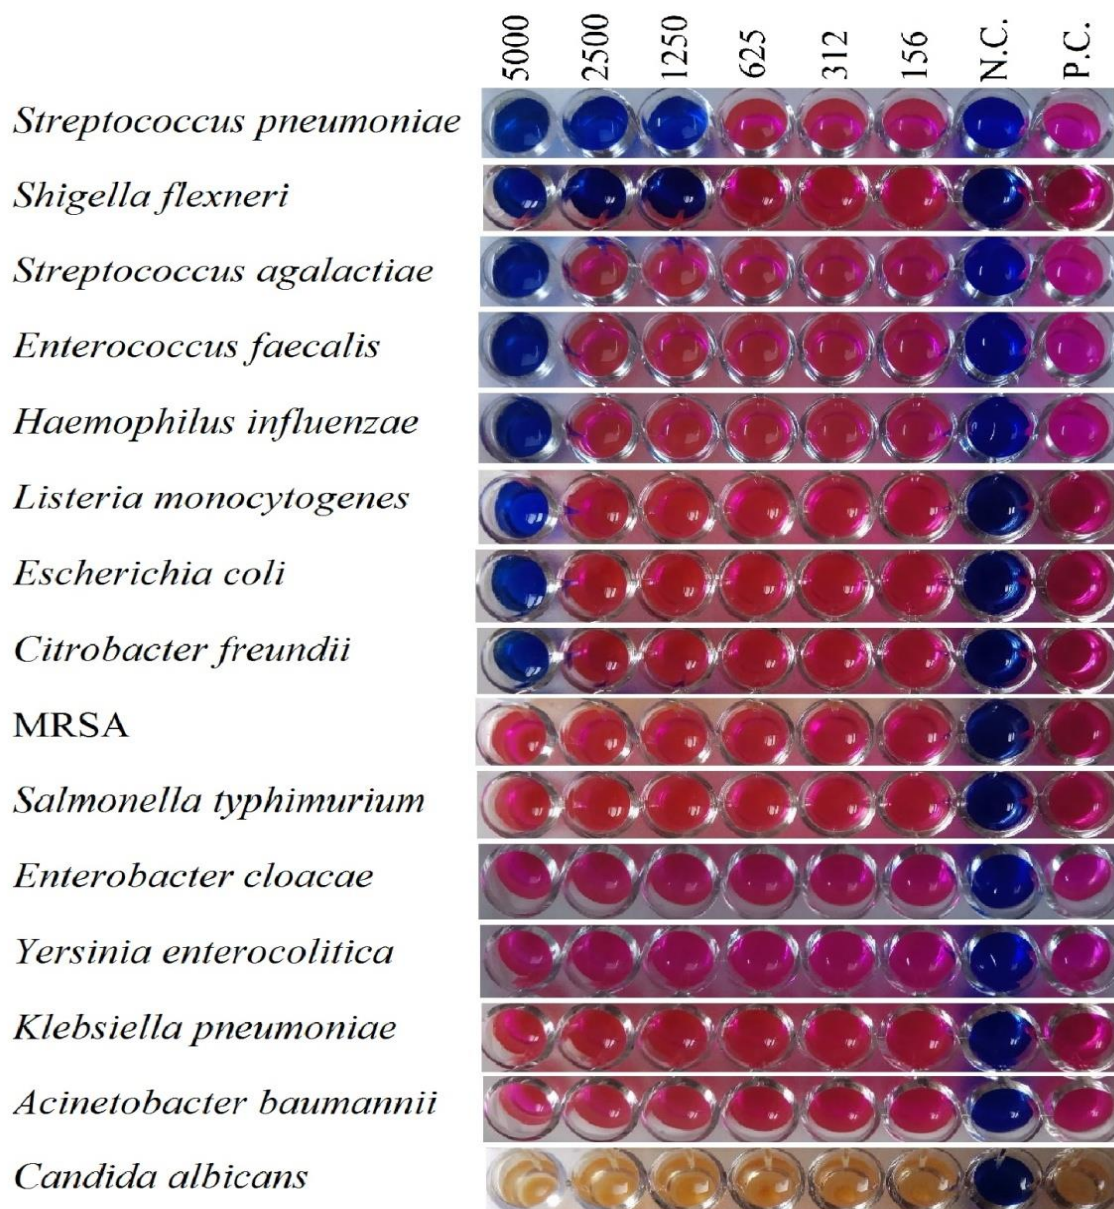 5000 2500 1250 625 312 156 N.C. P.C.
Streptococcus pneumoniae
Shigella flexneri
Streptococcus agalactiae
Enterococcus faecalis
Haemophilus influenzae
Listeria monocytogenes
Escherichia coli
Citrobacter freundii
MRSA
Salmonella typhimurium
Enterobacter cloacae
Yersinia enterocolitica
Klebsiella pneumoniae
Acinetobacter baumannii
Candida albicans